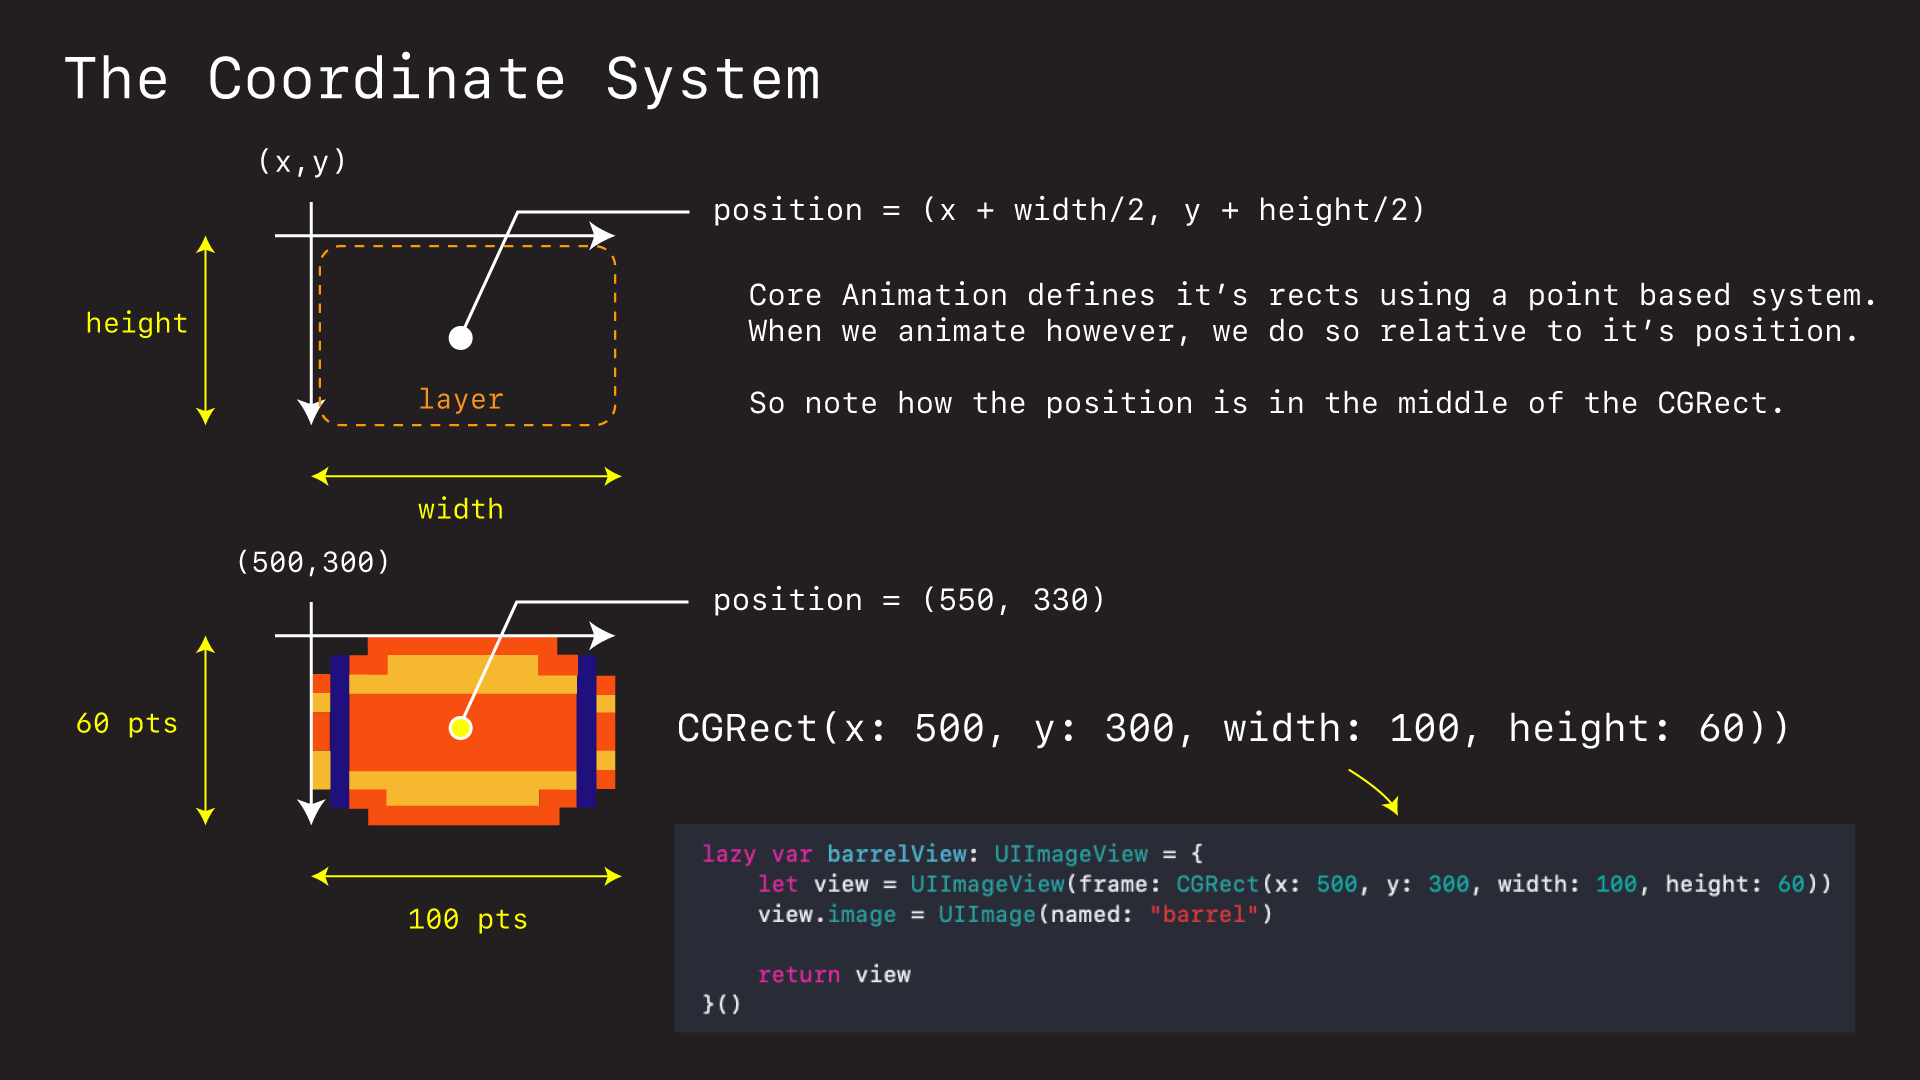 The Coordinate System
(x,y)
position = (x + width/2, y + height/2)
height
layer
width
Core Animation defines it’s rects using a point based system.
When we animate however, we do so relative to it’s position.
So note how the position is in the middle of the CGRect.
(500,300)
position = (550, 330)
60 pts
100 pts
CGRect(x: 500, y: 300, width: 100, height: 60))
lazy var barrelView: UIImageView = {
    let view = UIImageView(frame: CGRect(x: 500, y: 300, width: 100, height: 60))
    view.image = UIImage(named: "barrel")
    return view
}()